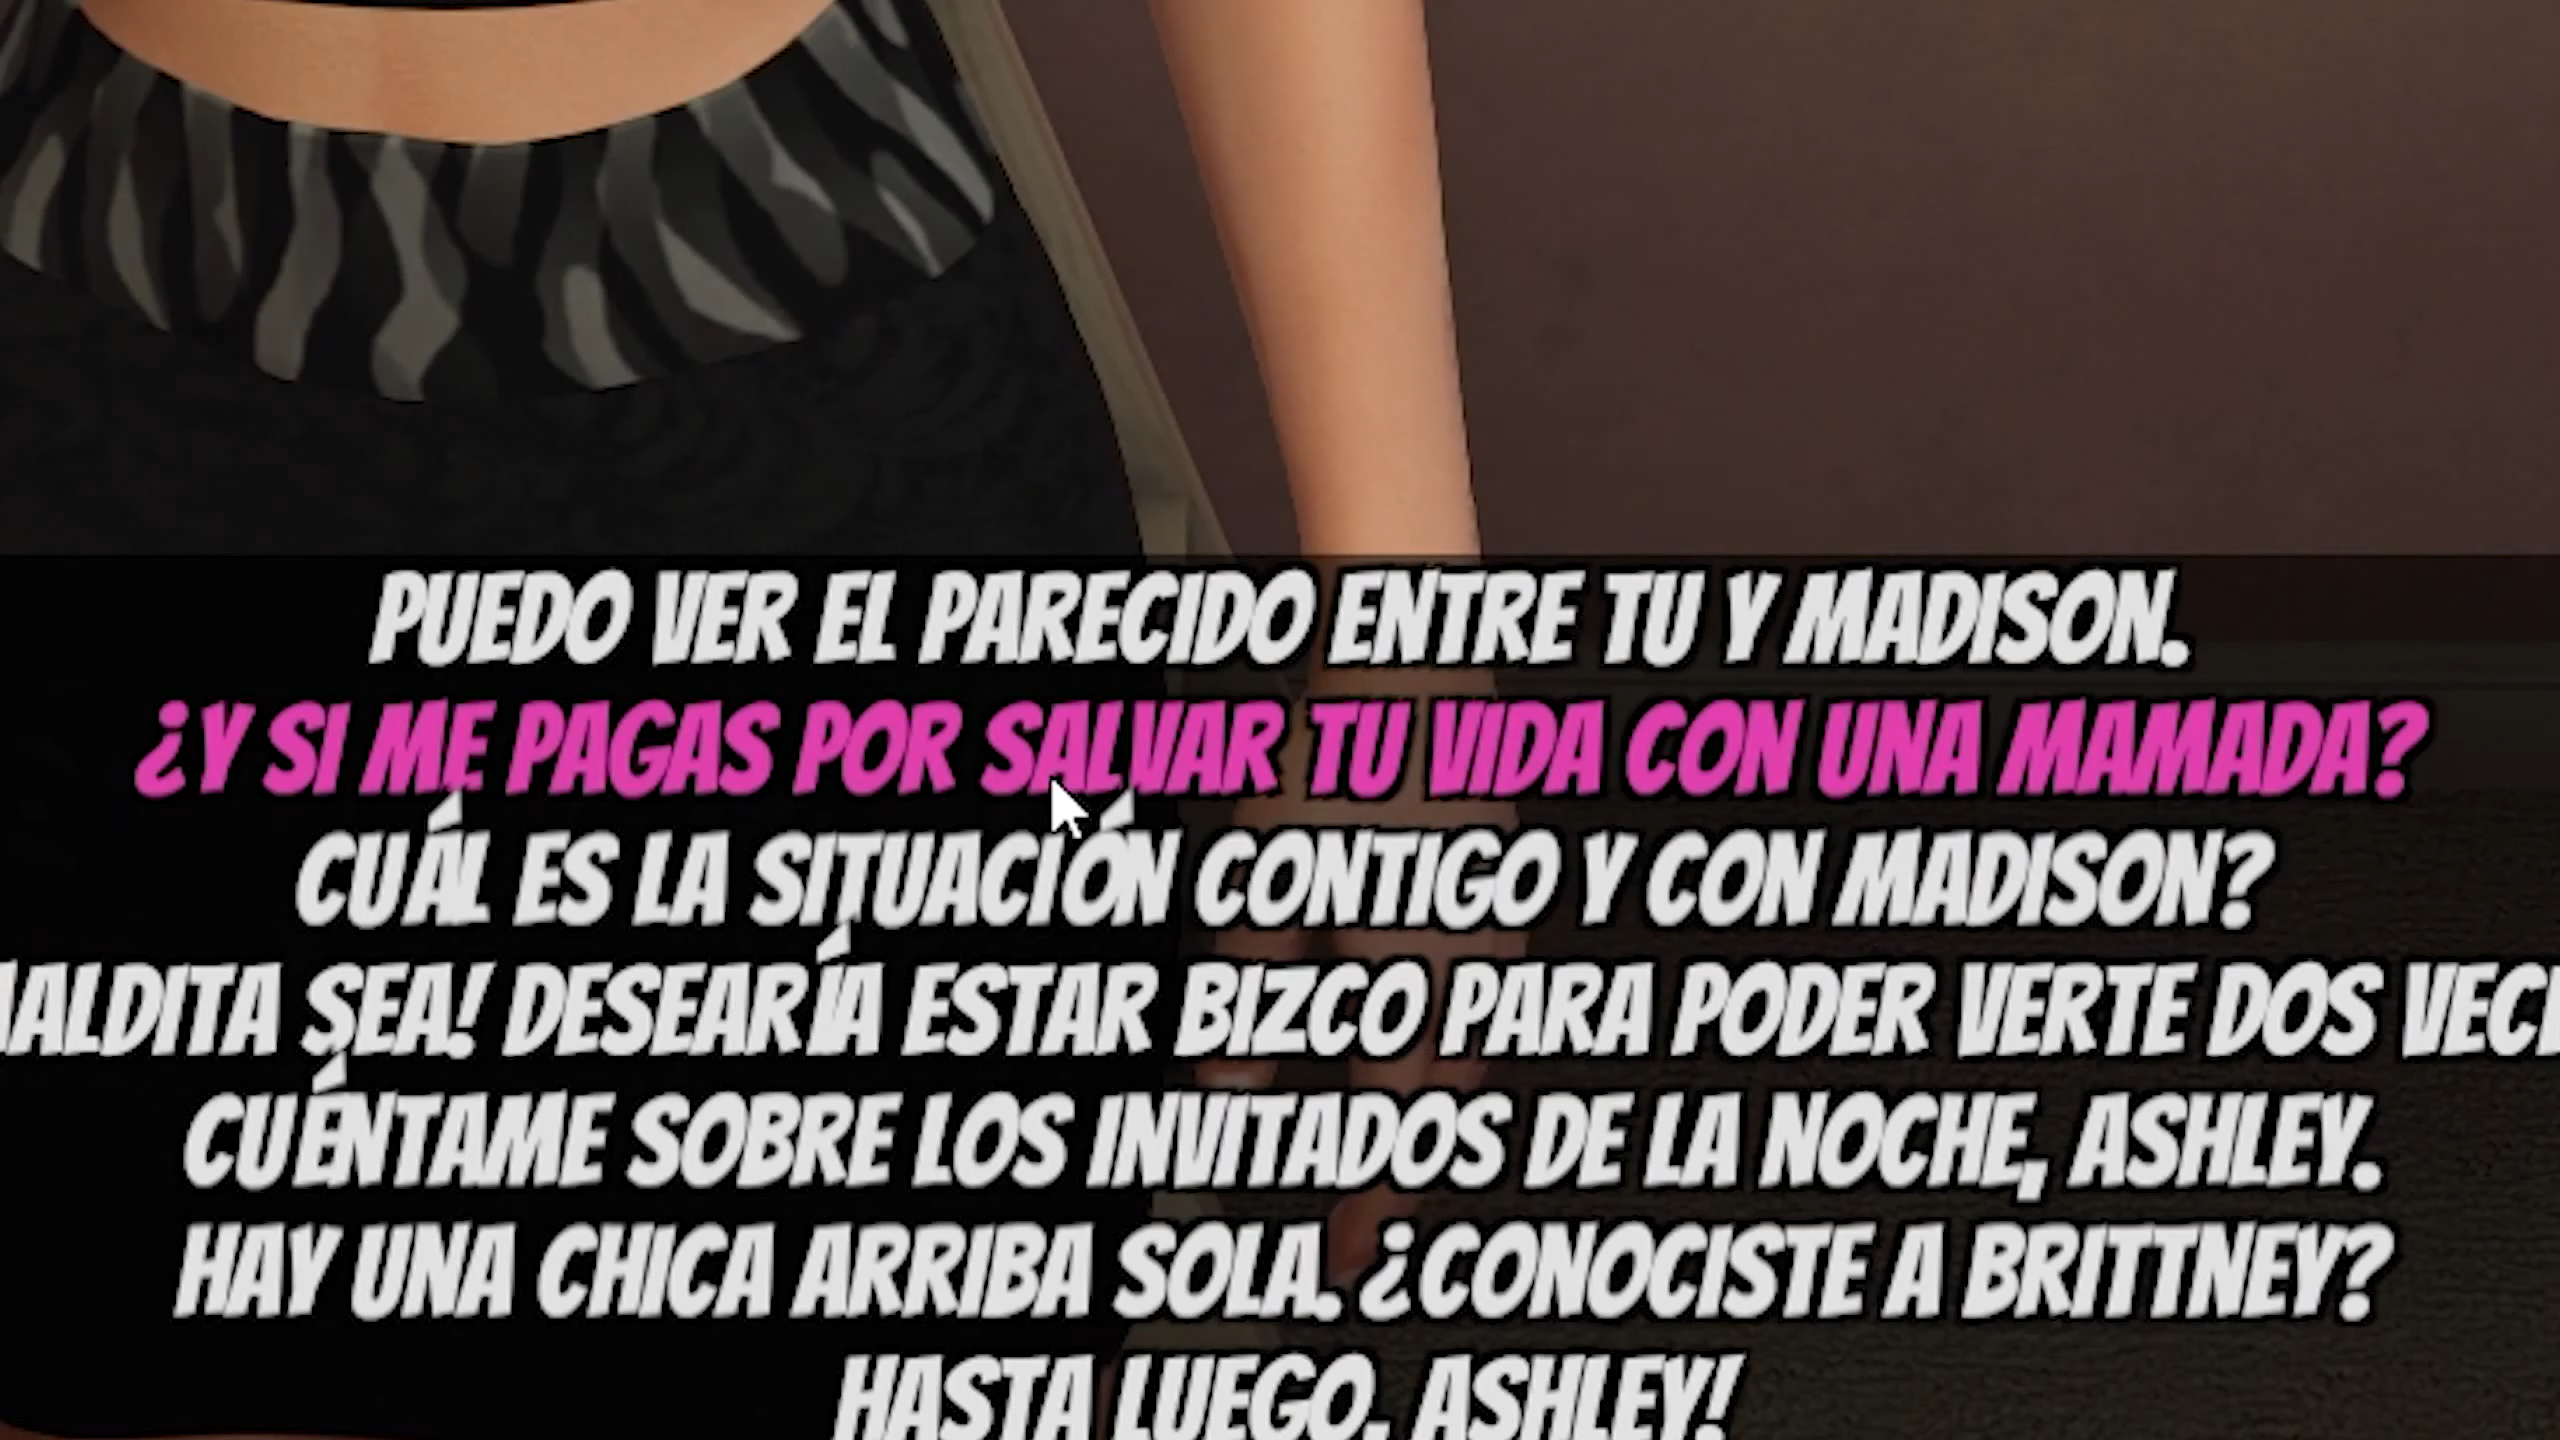 PUEDO VER EL PARECIDO ENTRE TU Y MADISON.
¿Y SI ME PAGAS POR SALVAR TU VIDA CON UNA MAMADA?
CUÁL ES LA SITUACIÓN CONTIGO Y CON MADISON?
ALDITA SEA! DESEARÍA ESTAR BIZCO PARA PODER VERTE DOS VEC
CUÉNTAME SOBRE LOS INVITADOS DE LA NOCHE, ASHLEY.
HAY UNA CHICA ARRIBA SOLA. ¿CONOCISTE A BRITTNEY?
HASTA LUEGO, ASHLEY!